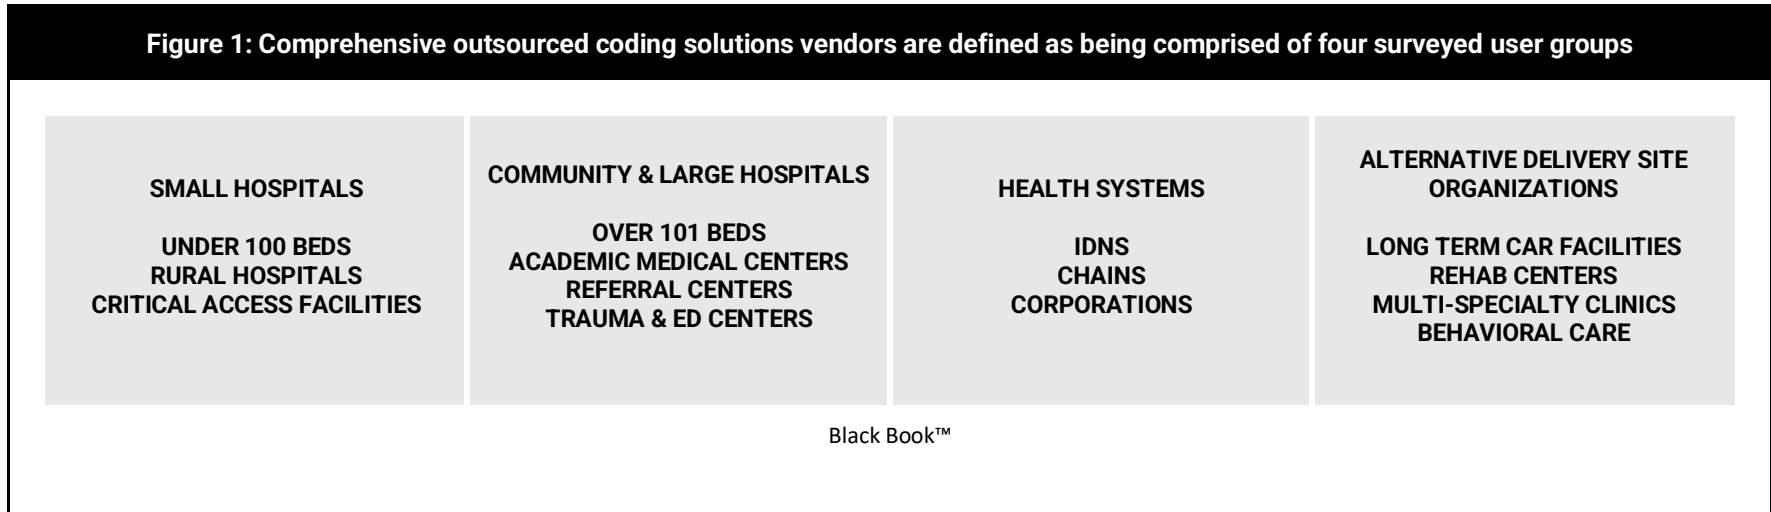 Figure 1: Comprehensive outsourced coding solutions vendors are defined as being comprised of four surveyed user groups
SMALL HOSPITALS
UNDER 100 BEDS
RURAL HOSPITALS
CRITICAL ACCESS FACILITIES
COMMUNITY & LARGE HOSPITALS
OVER 101 BEDS
ACADEMIC MEDICAL CENTERS
REFERRAL CENTERS
TRAUMA & ED CENTERS
HEALTH SYSTEMS
IDNS
CHAINS
CORPORATIONS
ALTERNATIVE DELIVERY SITE
ORGANIZATIONS
LONG TERM CAR FACILITIES
REHAB CENTERS
MULTI-SPECIALTY CLINICS
BEHAVIORAL CARE
Black Book™